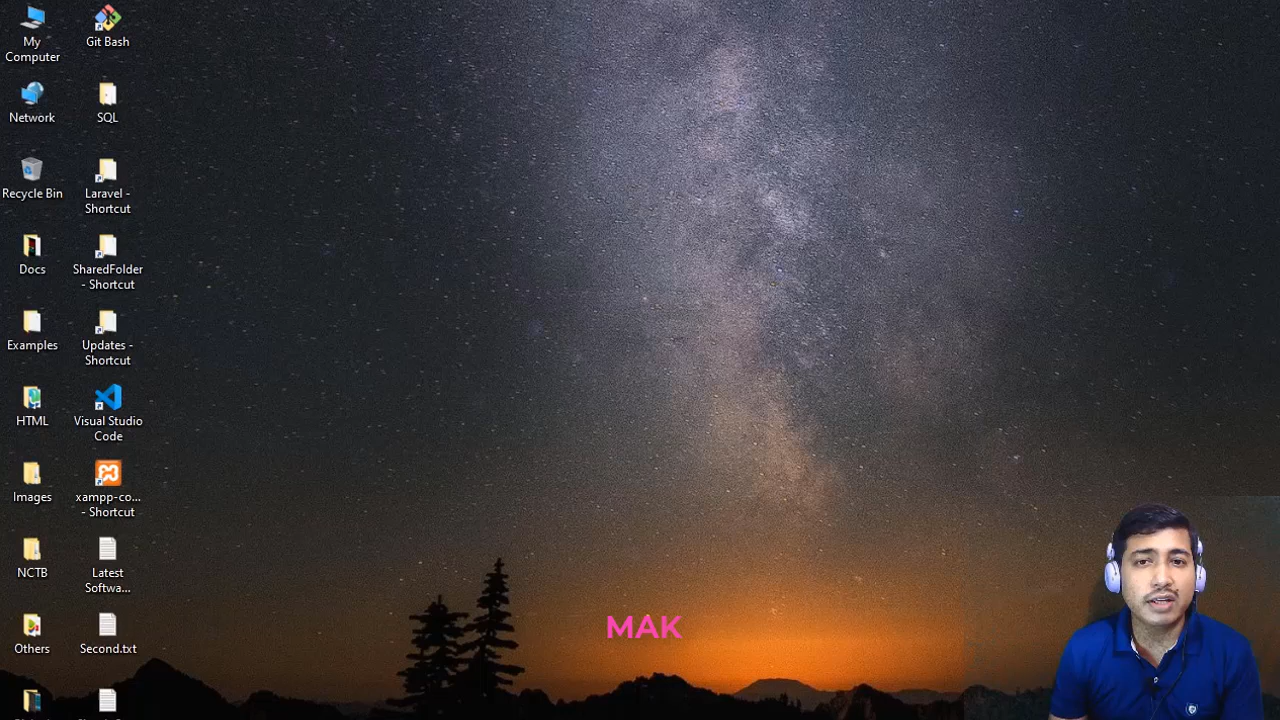 My
Computer
Git Bash
Network
SQL
Recycle Bin
Laravel -
Shortcut
Docs
SharedFolder
- Shortcut
Examples
Updates -
Shortcut
HTML
Visual Studio
Code
Images
xampp-co...
- Shortcut
NCTB
Latest
Softwa...
Others
Second.txt
MAK